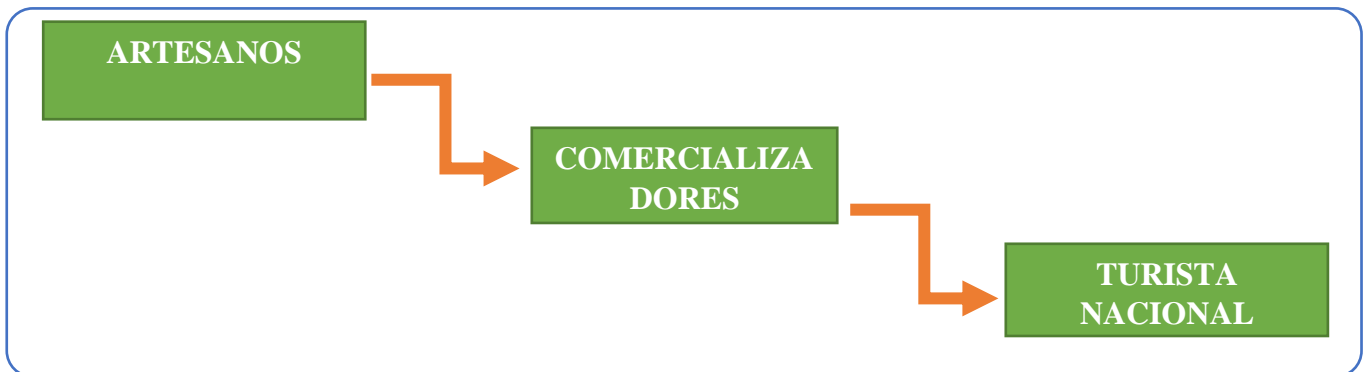 ARTESANOS
COMERCIALIZA
DORES
TURISTA
NACIONAL